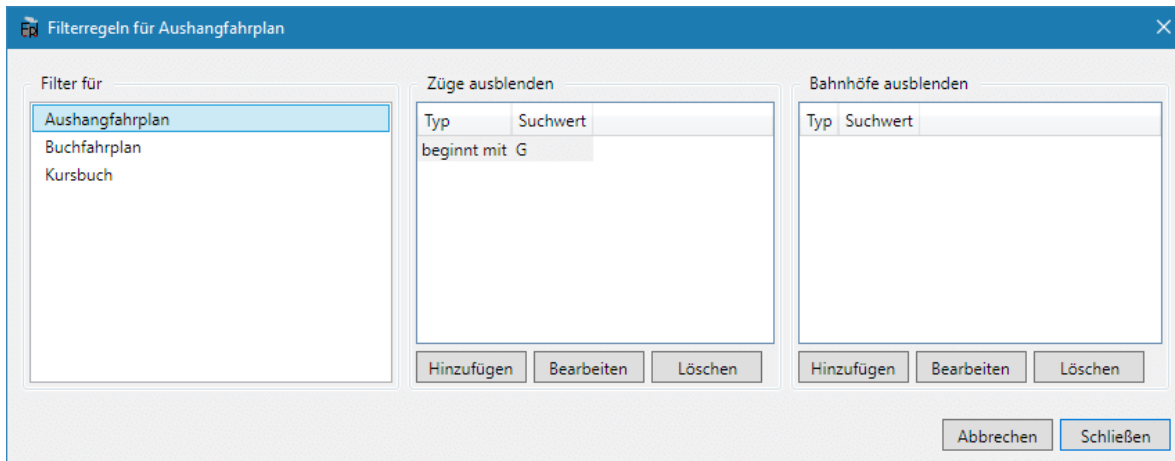 Filterregeln für Aushangfahrplan
Filter für
Aushangfahrplan
Buchfahrplan
Kursbuch
Züge ausblenden
Typ Suchwert
beginnt mit G
Hinzufügen Bearbeiten Löschen
Bahnhöfe ausblenden
Typ Suchwert
Hinzufügen Bearbeiten Löschen
Abbrechen Schließen